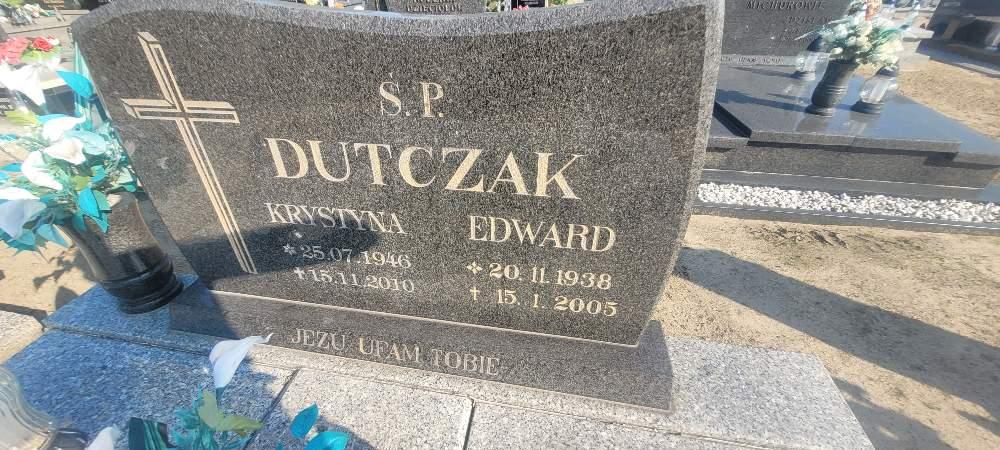 Ś. P.
DUTCZAK
KRYSTYNA
* 25.07.1946
† 15.11.2010
EDWARD
* 20.11.1938
† 15. 1. 2005
JEZU UFAM TOBIE